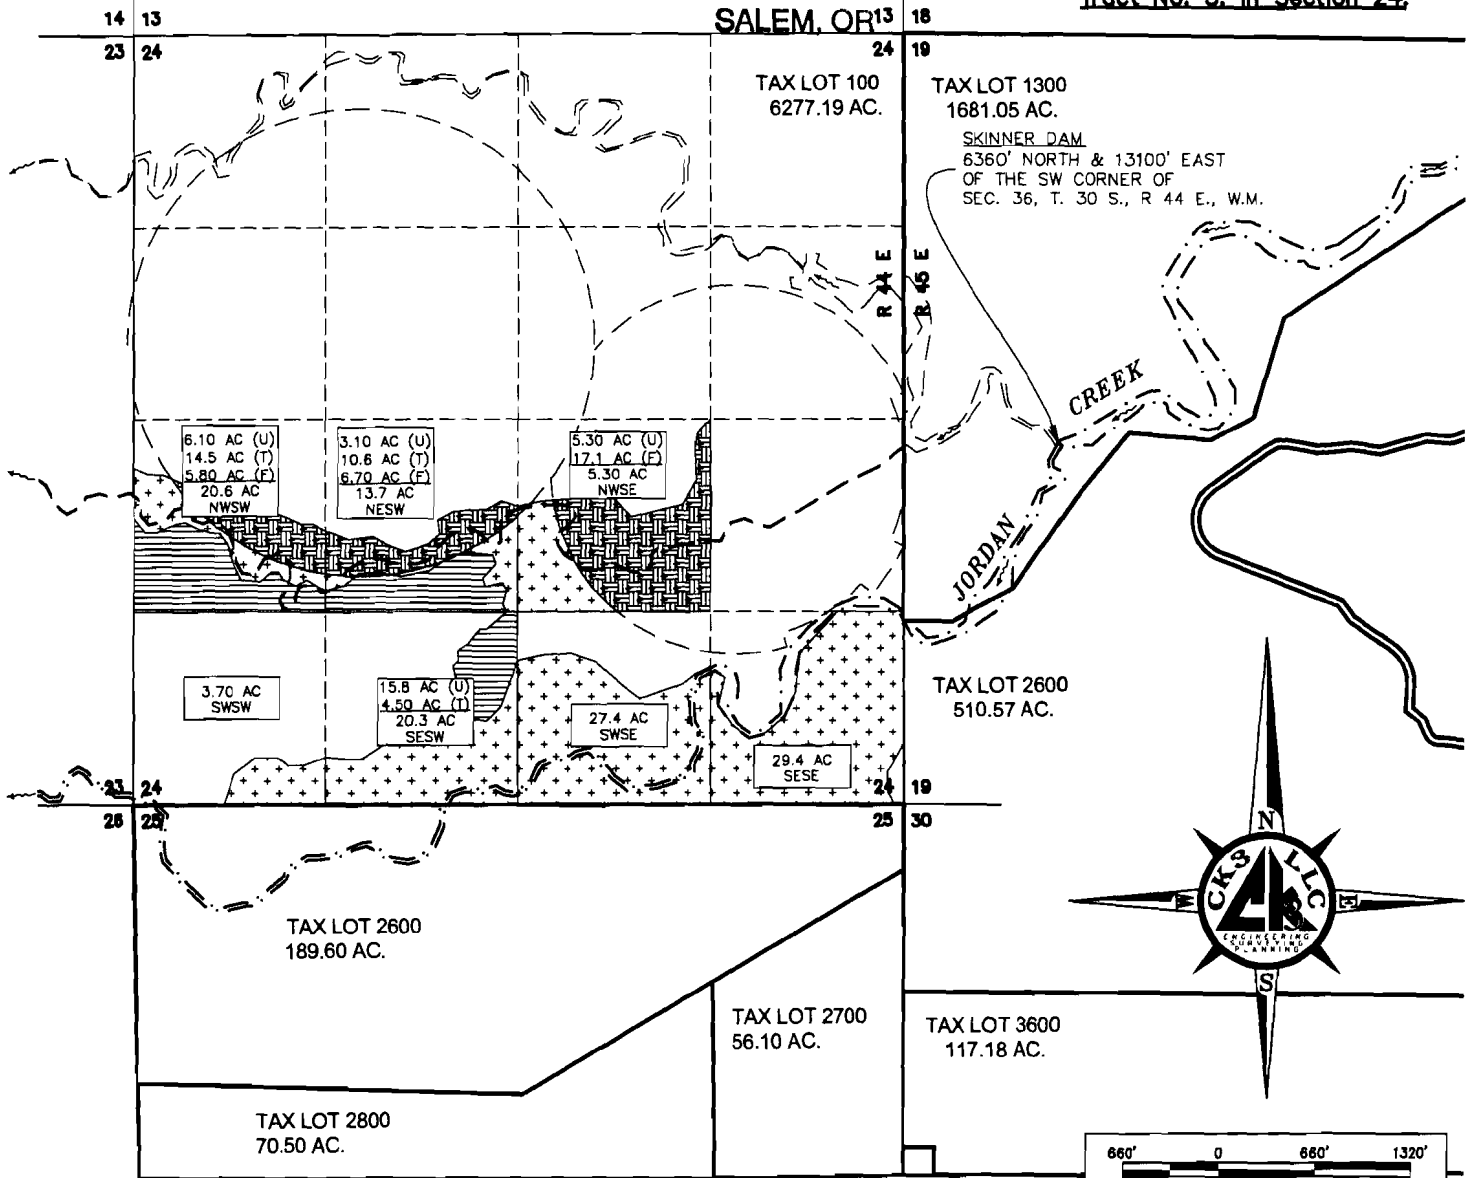 Tract No. 3. in Section 24.
SALEM, OR
14 13
13 18
23 24
24 19
TAX LOT 100
6277.19 AC.
TAX LOT 1300
1681.05 AC.
SKINNER DAM
6360' NORTH & 13100' EAST
OF THE SW CORNER OF
SEC. 36, T. 30 S., R 44 E., W.M.
R 44 E
R 45 E
CREEK
JORDAN
6.10 AC (U)
14.5 AC (T)
5.80 AC (F)
20.6 AC
NWSW
3.10 AC (U)
10.6 AC (T)
6.70 AC (F)
13.7 AC
NESW
5.30 AC (U)
17.1 AC (F)
5.30 AC
NWSE
3.70 AC
SWSW
15.8 AC (U)
4.50 AC (T)
20.3 AC
SESW
27.4 AC
SWSE
29.4 AC
SESE
TAX LOT 2600
510.57 AC.
23 24
24 19
26 25
25 30
TAX LOT 2600
189.60 AC.
TAX LOT 2700
56.10 AC.
TAX LOT 3600
117.18 AC.
TAX LOT 2800
70.50 AC.
N
W
E
S
CK3 LLC
ENGINEERING
SURVEYING
PLANNING
660' 0 660' 1320'